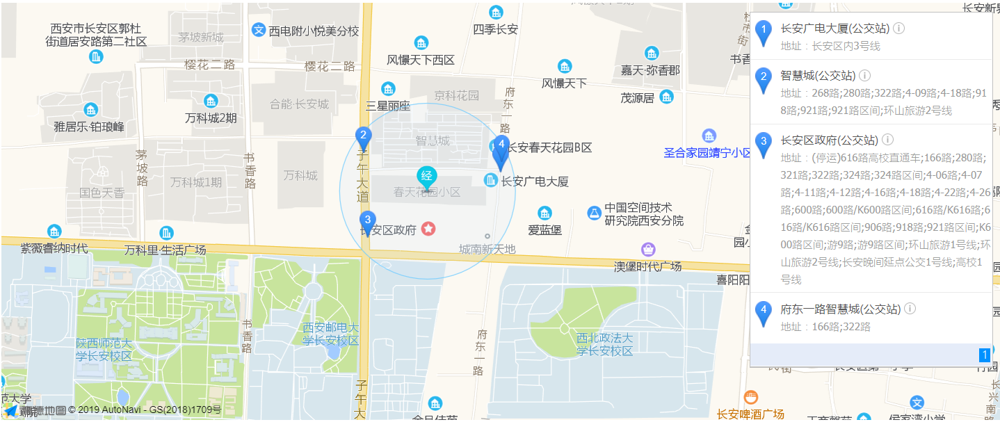 西安市长安区郭杜
街道居安路第二社区
茅坡新城
西电附小悦美分校
四季长安
樱花二路
樱花二路
风憬天下西区
风憬天下
嘉天·弥香郡
茂源居
雅居乐·铂琅峰
万科城2期
合能·长安城
三星丽座
京科花园
府东一路
智慧城
长安春天花园B区
圣合家园靖宁小区
茅坡路
书香路
子午大道
国色天香
万科城1期
万科城
经
春天花园小区
长安广电大厦
中国空间技术
研究院西安分院
长安区政府
爱蓝堡
城南新天地
紫薇睿纳时代
万科里·生活广场
澳堡时代广场
喜阳阳
陕西师范大
学长安校区
书香路
西安邮电大
学长安校区
府东一路
西北政法大
学长安校区
子午大
范大学
高德地图 © 2019 AutoNavi - GS(2018)1709号
长安啤酒广场
侯家湾小学
长兴南
1
长安广电大厦(公交站)
地址：长安区内3号线
2
智慧城(公交站)
地址：268路;280路;322路;4-09路;4-18路;91
8路;921路;921路区间;环山旅游2号线
3
长安区政府(公交站)
地址：(停运)616路高校直通车;166路;280路;
321路;322路;324路;324路区间;4-06路;4-07
路;4-11路;4-12路;4-16路;4-18路;4-22路;4-26
路;600路;600路/K600路区间;616路/K616路;6
16路/K616路区间;906路;918路;921路区间;K6
00路区间;游9路;游9路区间;环山旅游1号线;环
山旅游2号线;长安晚间延点公交1号线;高校1
号线
4
府东一路智慧城(公交站)
地址：166路;322路
1
2
3
4